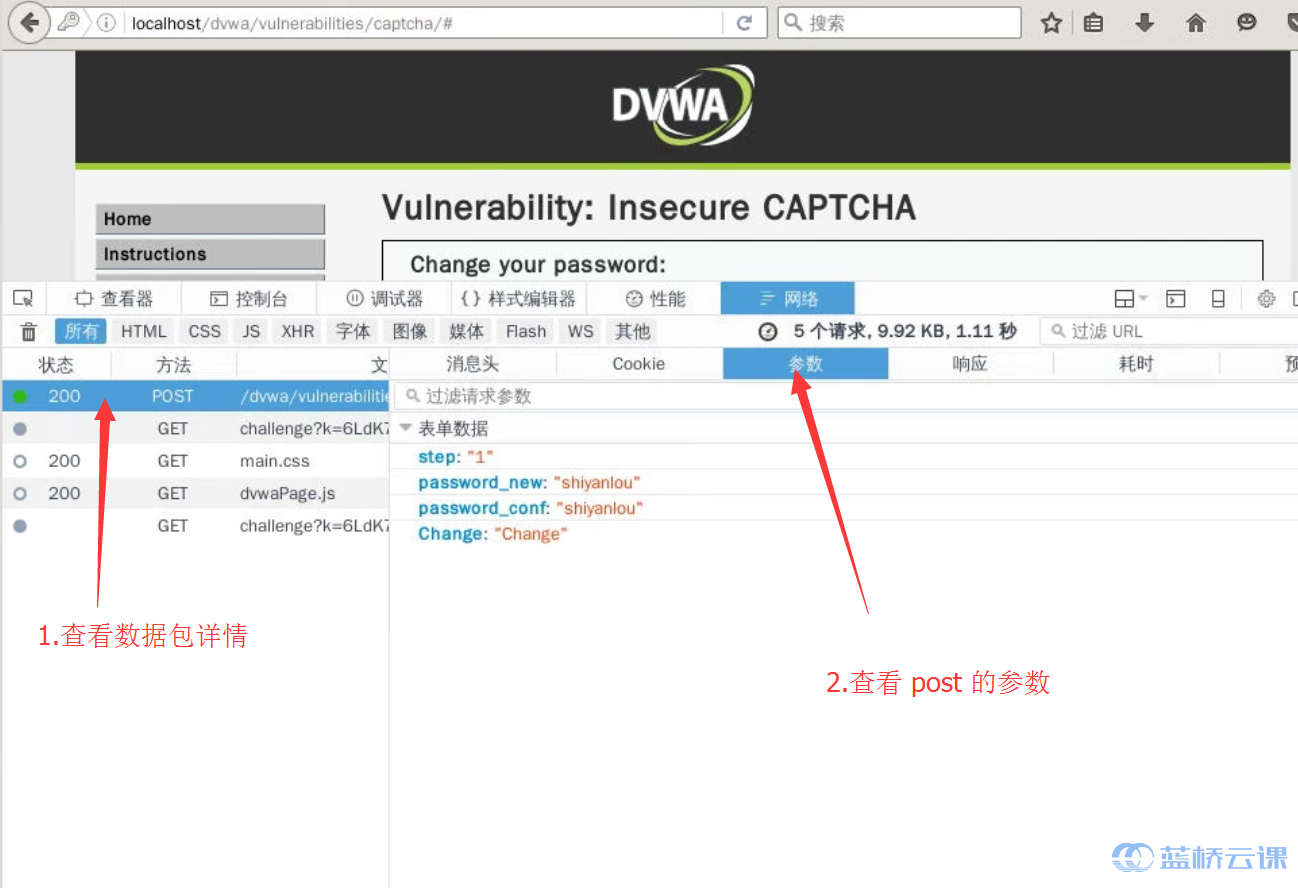 localhost/dvwa/vulnerabilities/captcha/#
搜索
DVWA
Vulnerability: Insecure CAPTCHA
Home
Instructions
Change your password:
查看器 控制台 调试器 {} 样式编辑器 性能 网络
所有 HTML CSS JS XHR 字体 图像 媒体 Flash WS 其他 5 个请求, 9.92 KB, 1.11 秒 过滤 URL
状态 方法 文 消息头 Cookie 参数 响应 耗时 预
200 POST /dvwa/vulnerabilitie 过滤请求参数
GET challenge?k=6LdK7 表单数据
200 GET main.css step: "1"
200 GET dvwaPage.js password_new: "shiyanlou"
password_conf: "shiyanlou"
GET challenge?k=6LdK7 Change: "Change"
1.查看数据包详情
2.查看 post 的参数
蓝桥云课